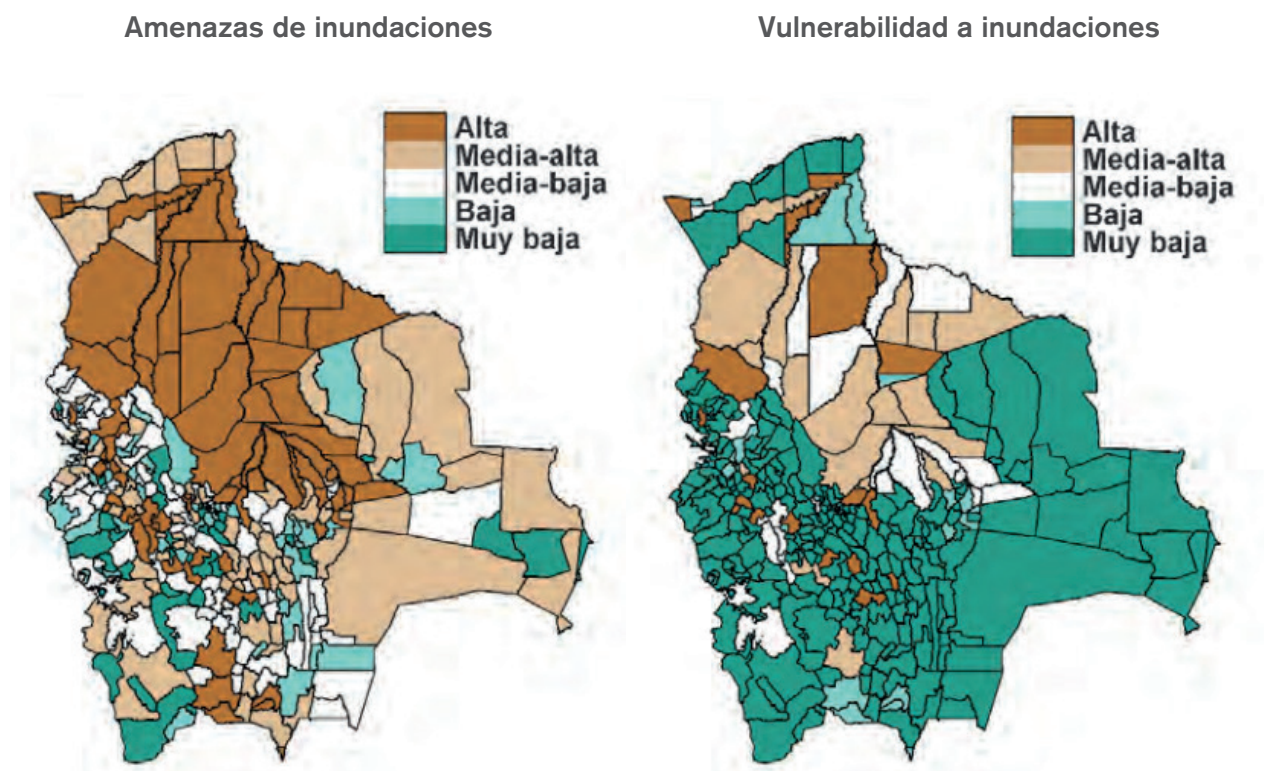 Amenazas de inundaciones
Alta
Media-alta
Media-baja
Baja
Muy baja
Vulnerabilidad a inundaciones
Alta
Media-alta
Media-baja
Baja
Muy baja